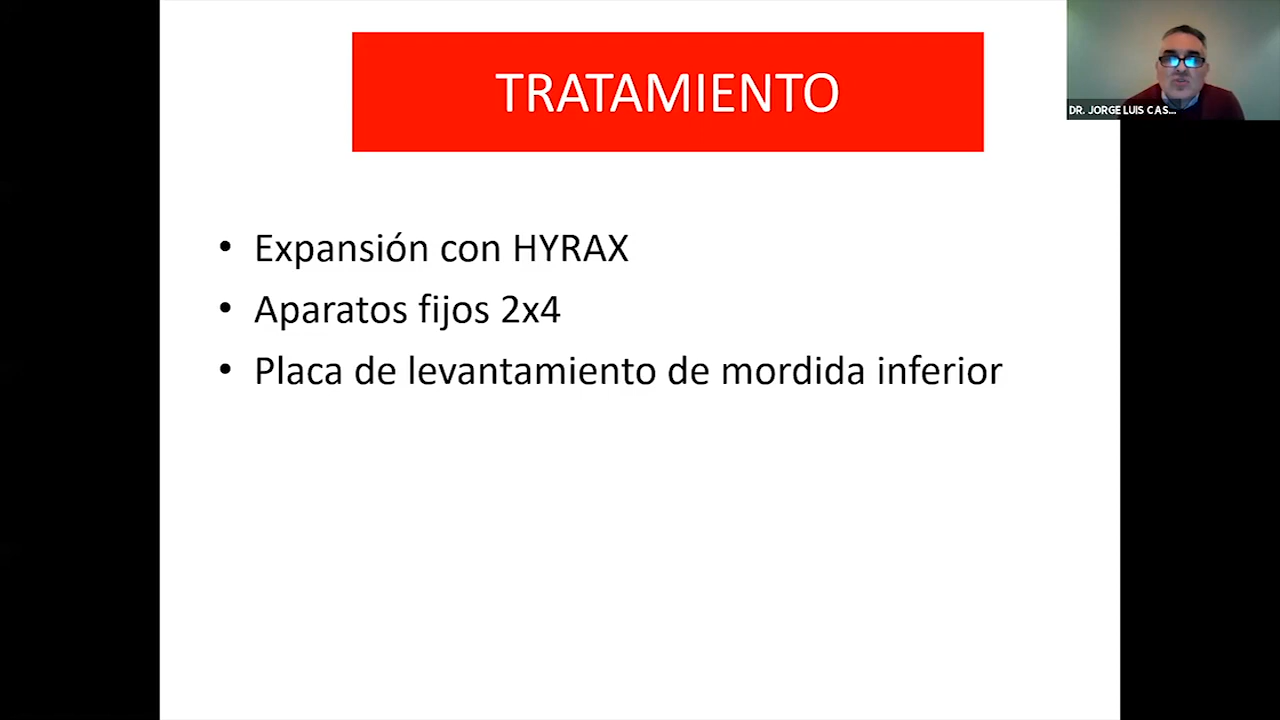 TRATAMIENTO
DR. JORGE LUIS CAS...
• Expansión con HYRAX
• Aparatos fijos 2x4
• Placa de levantamiento de mordida inferior